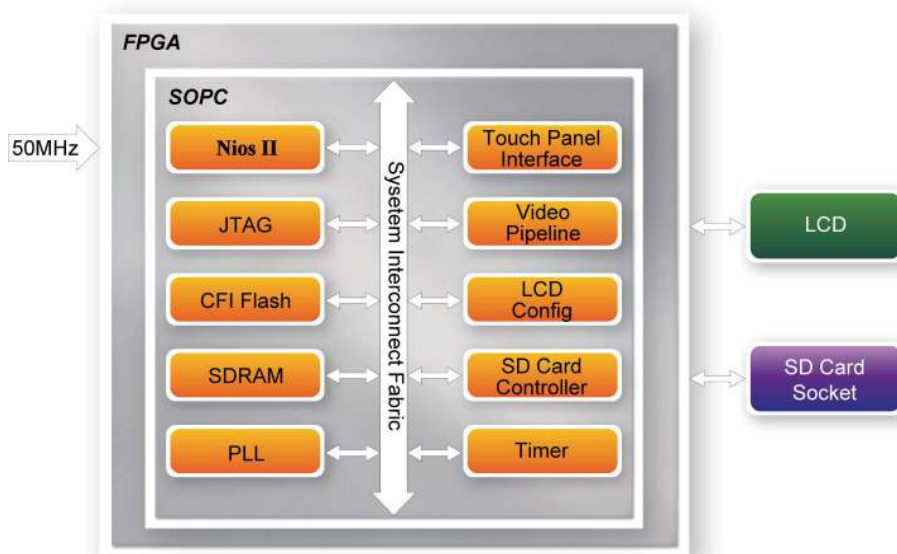 FPGA
SOPC
50MHz
Nios II
JTAG
CFI Flash
SDRAM
PLL
Sysetem Interconnect Fabric
Touch Panel
Interface
Video
Pipeline
LCD
Config
SD Card
Controller
Timer
LCD
SD Card
Socket